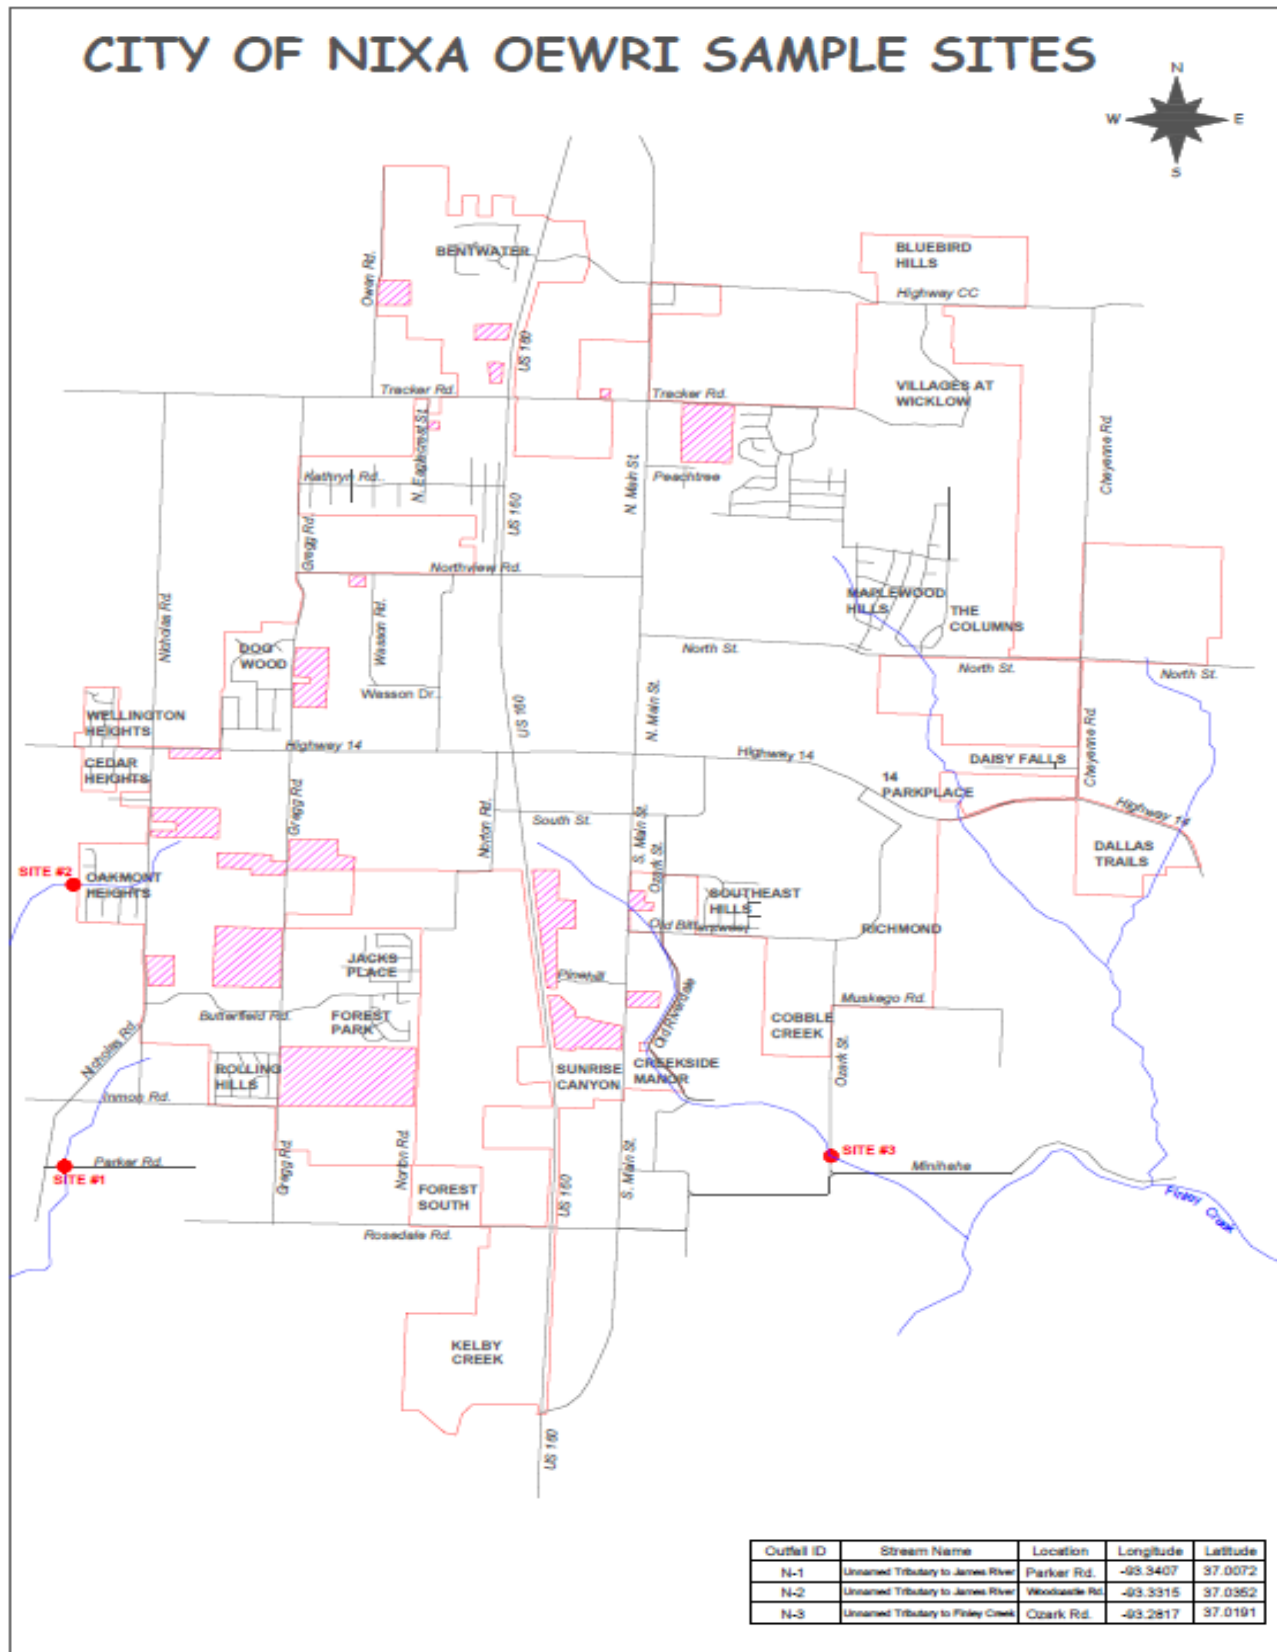 CITY OF NIXA OEWRI SAMPLE SITES
N
W E
S
BENTWATER
BLUEBIRD
HILLS
Owen Rd.
Highway CC
US 160
Tracker Rd.
Tracker Rd.
VILLAGES AT
WICKLOW
N. Eaglecrest St.
Cheyenne Rd.
Kathryn Rd.
N. Main St.
Peachtree
US 160
Gregg Rd.
Northview Rd.
Nicholas Rd.
Wasson Rd.
MAPLEWOOD
HILLS
THE
COLUMNS
DOG
WOOD
North St.
North St.
North St.
Wasson Dr.
N. Main St.
US 160
WELLINGTON
HEIGHTS
Highway 14
Highway 14
Cheyenne Rd.
CEDAR
HEIGHTS
DAISY FALLS
14
PARKPLACE
Highway 14
Gregg Rd.
Norton Rd.
South St.
S. Main St.
Ozark St.
DALLAS
TRAILS
SITE #2
OAKMONT
HEIGHTS
SOUTHEAST
HILLS
Old Bittersweet
RICHMOND
JACKS
PLACE
Pinehill
Old Riverdale
Muskego Rd.
Butterfield Rd.
FOREST
PARK
COBBLE
CREEK
Nicholas Rd.
Ozark St.
ROLLING
HILLS
SUNRISE
CANYON
CREEKSIDE
MANOR
Inmon Rd.
SITE #3
Parker Rd.
SITE #1
Gregg Rd.
Norton Rd.
S. Main St.
Minihaha
FOREST
SOUTH
US 160
Finley Creek
Rosedale Rd.
KELBY
CREEK
US 160
Outfall ID Stream Name Location Longitude Latitude
N-1 Unnamed Tributary to James River Parker Rd. -93.3407 37.0072
N-2 Unnamed Tributary to James River Woodcastle Rd. -93.3315 37.0352
N-3 Unnamed Tributary to Finley Creek Ozark Rd. -93.2817 37.0191